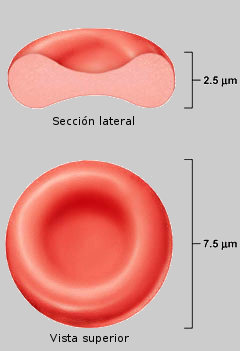 2.5 µm
Sección lateral
7.5 µm
Vista superior